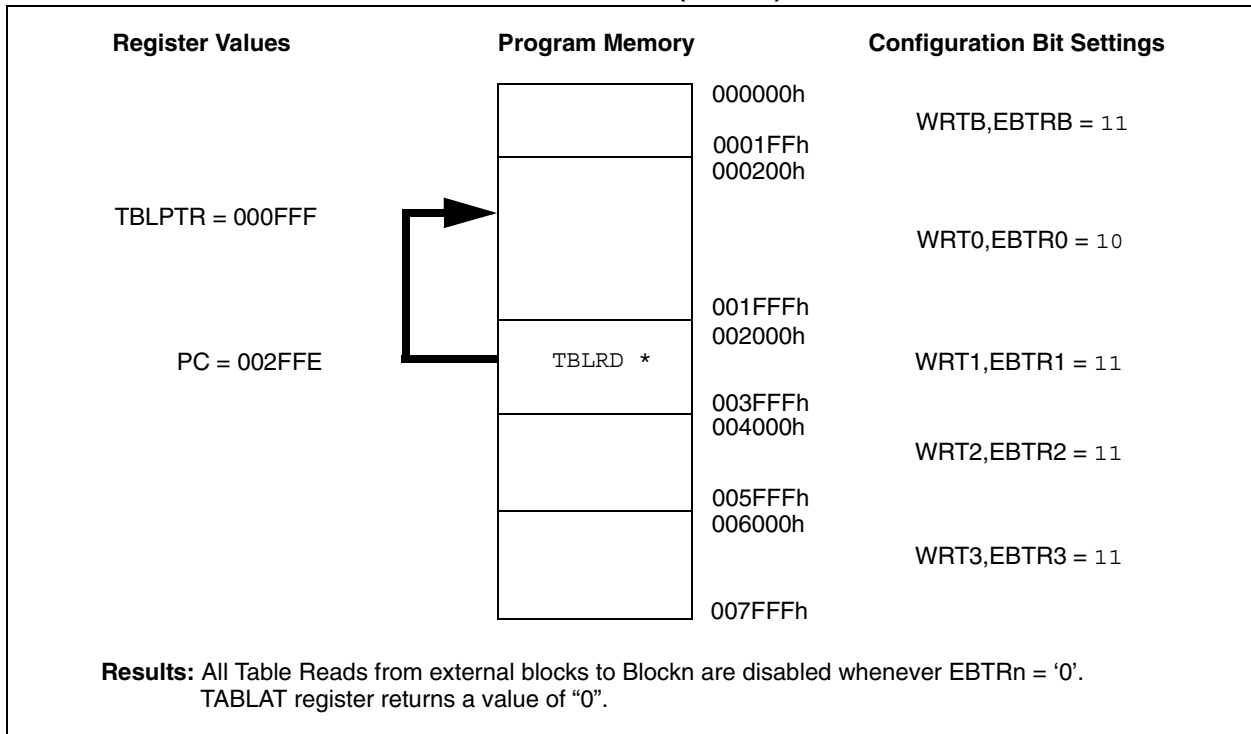 Register Values
Program Memory
Configuration Bit Settings
000000h
WRTB,EBTRB = 11
0001FFh
000200h
TBLPTR = 000FFF
WRT0,EBTR0 = 10
001FFFh
002000h
PC = 002FFE
TBLRD *
WRT1,EBTR1 = 11
003FFFh
004000h
WRT2,EBTR2 = 11
005FFFh
006000h
WRT3,EBTR3 = 11
007FFFh
Results: All Table Reads from external blocks to Blockn are disabled whenever EBTRn = ‘0’.
TABLAT register returns a value of “0”.